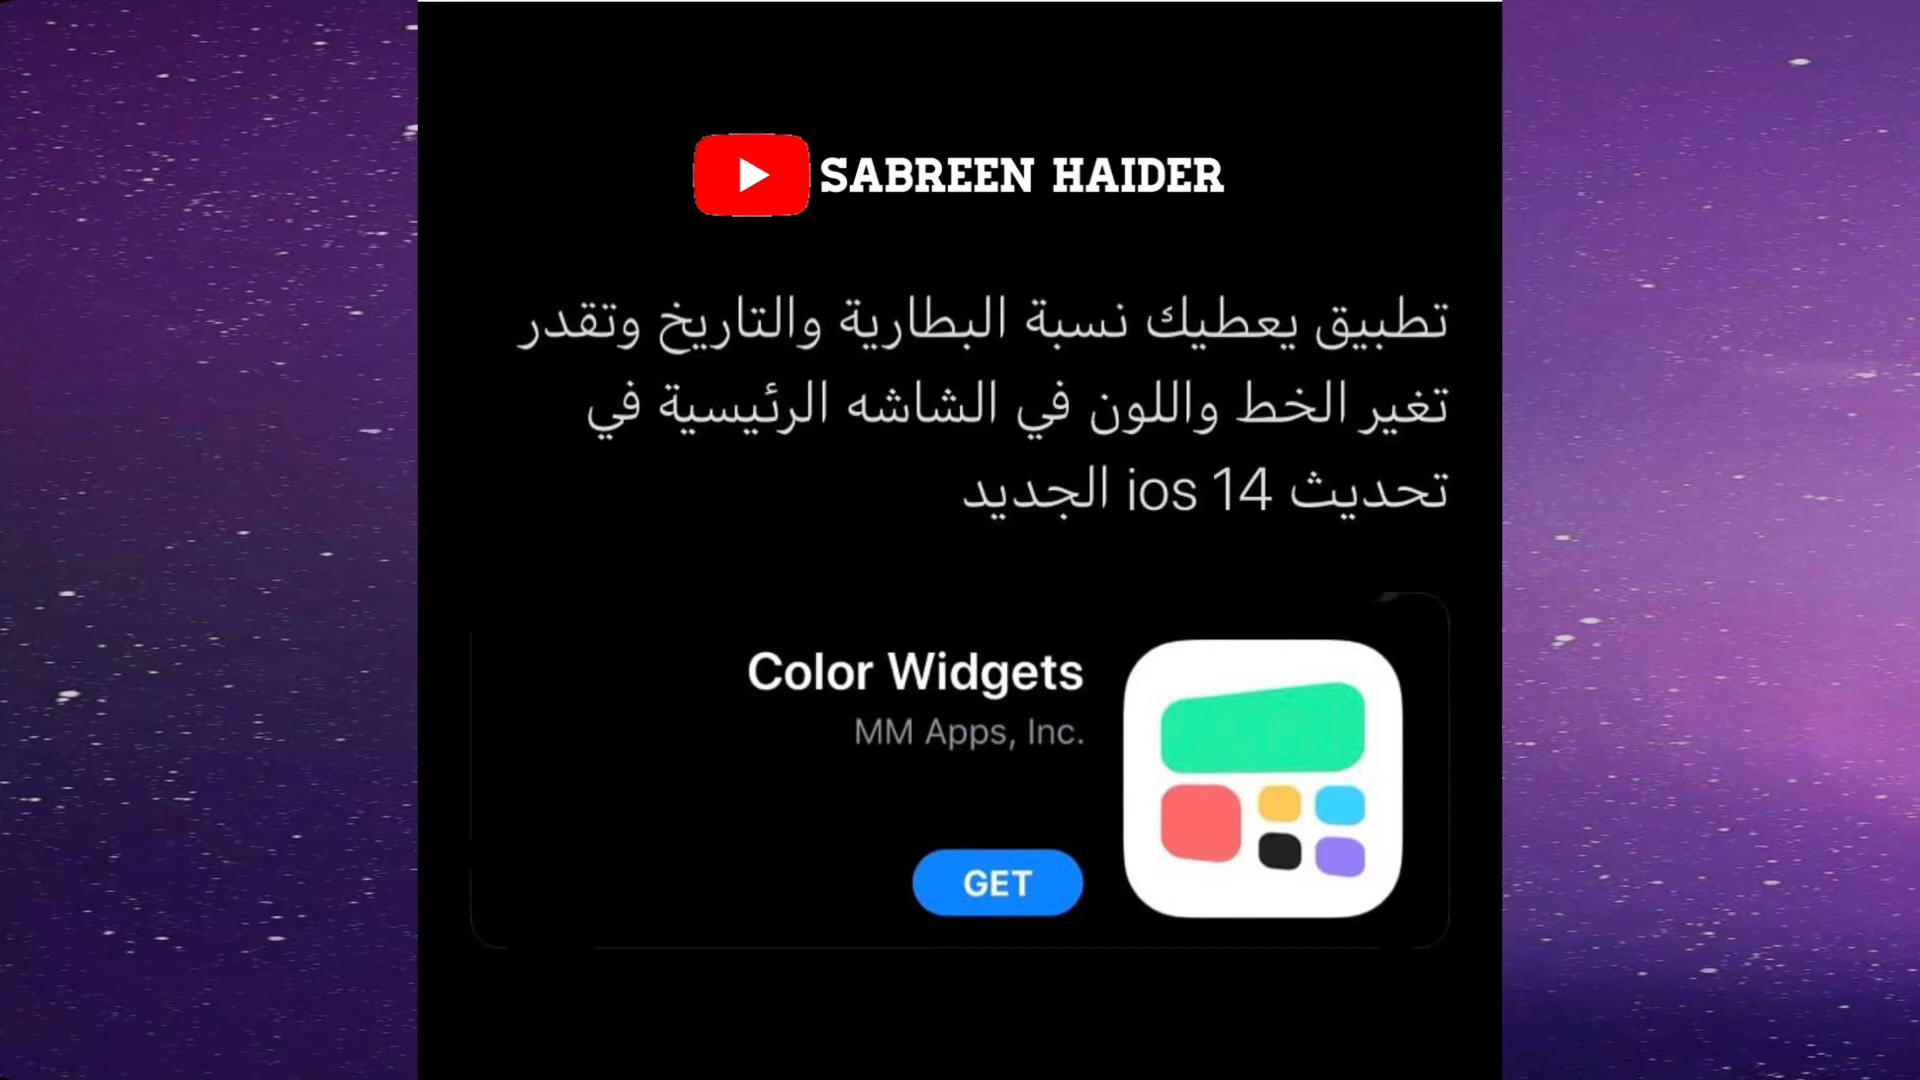 SABREEN HAIDER
تطبيق يعطيك نسبة البطارية والتاريخ وتقدر
تغير الخط واللون في الشاشه الرئيسية في
تحديث ios 14 الجديد
Color Widgets
MM Apps, Inc.
GET